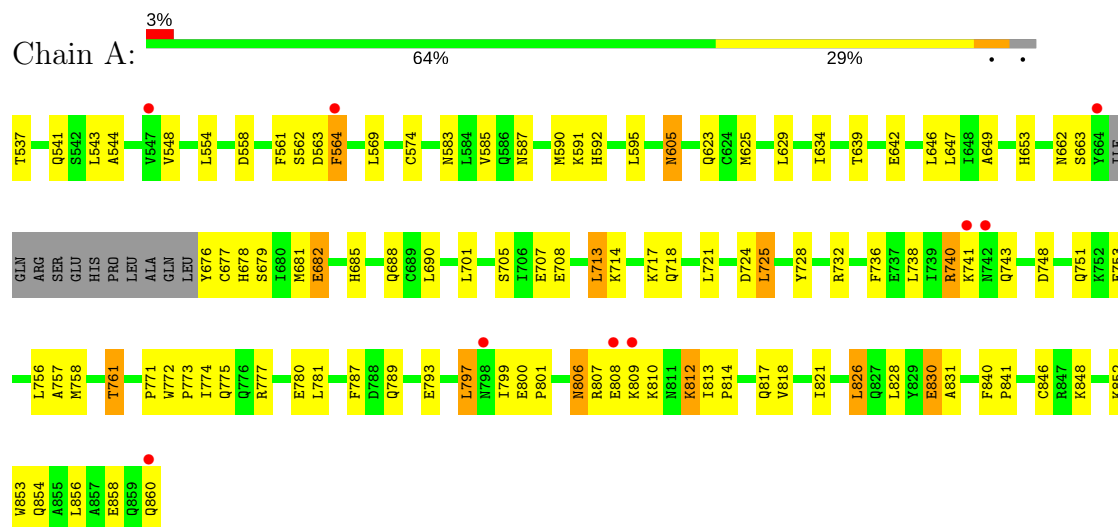 3%
Chain A:
64% 29% • •
T537 Q541 S542 L543 A544 V547 V548 L554 D558 F561 S562 D563 F564 L569 C574 N583 L584 V585 Q586 N587 M590 K591 H592 L595 N605 Q623 C624 M625 L629 I634 T639 E642 L646 L647 I648 A649 H653 N662 S663 Y664 ILE
GLN ARG SER GLU HIS PRO LEU ALA GLN LEU Y676 C677 H678 S679 I680 M681 E682 H685 Q688 C689 L690 L701 S705 I706 E707 E708 L713 K714 K717 Q718 L721 D724 L725 Y728 R732 F736 E737 L738 I739 R740 K741 N742 Q743 D748 Q751 K752
L756 A757 M758 T761 P771 W772 P773 I774 Q775 Q776 R777 E780 L781 F787 D788 Q789 E793 L797 N798 I799 E800 P801 N806 R807 E808 K809 K810 N811 K812 I813 P814 Q817 V818 I821 L826 Q827 L828 Y829 E830 A831 F840 P841 C846 R847 K848 K852
W853 Q854 A855 L856 A857 E858 Q859 Q860